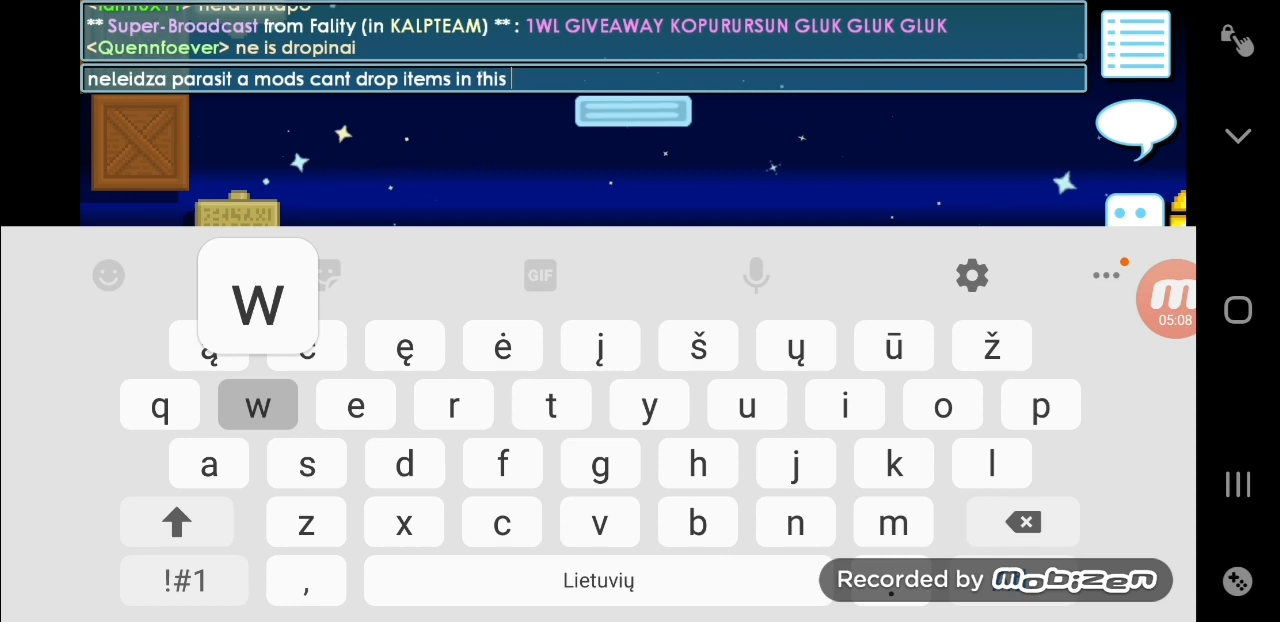 ** Super-Broadcast from Fality (in KALPTEAM) ** : 1WL GIVEAWAY KOPURURSUN GLUK GLUK GLUK
<Quennfoever> ne is dropinai
neleidza parasit a mods cant drop items in this
w
GIF
05:08
ą č ę ė į š ų ū ž
q w e r t y u i o p
a s d f g h j k l
z x c v b n m
!#1 , Lietuvių .
Recorded by mobizen